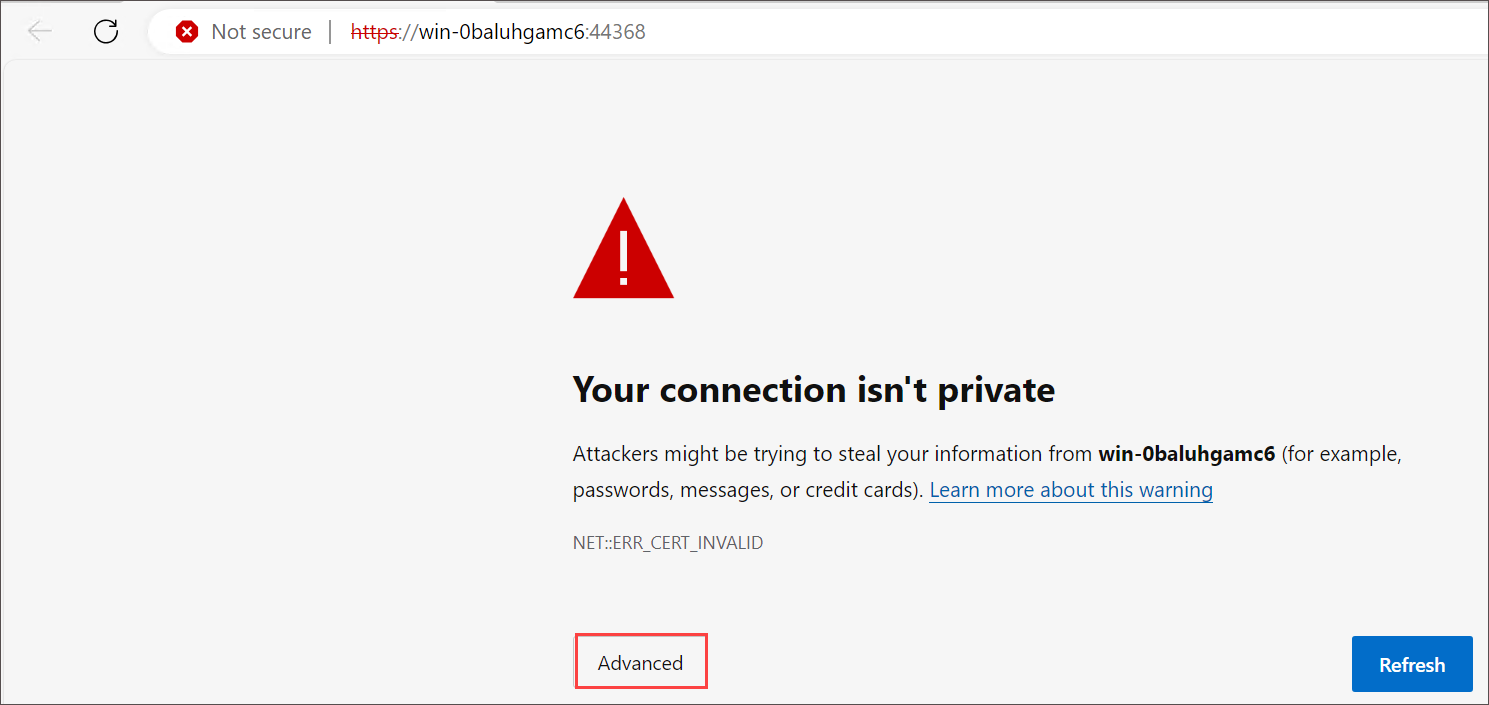 Not secure | https://win-0baluhgamc6:44368
Your connection isn't private
Attackers might be trying to steal your information from win-0baluhgamc6 (for example,
passwords, messages, or credit cards). Learn more about this warning
NET::ERR_CERT_INVALID
Advanced
Refresh